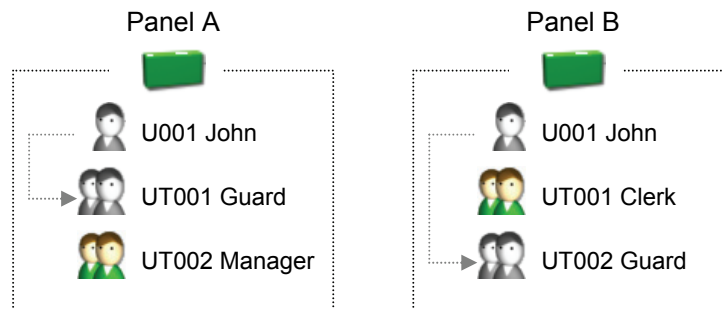 Panel A
U001 John
UT001 Guard
UT002 Manager
Panel B
U001 John
UT001 Clerk
UT002 Guard